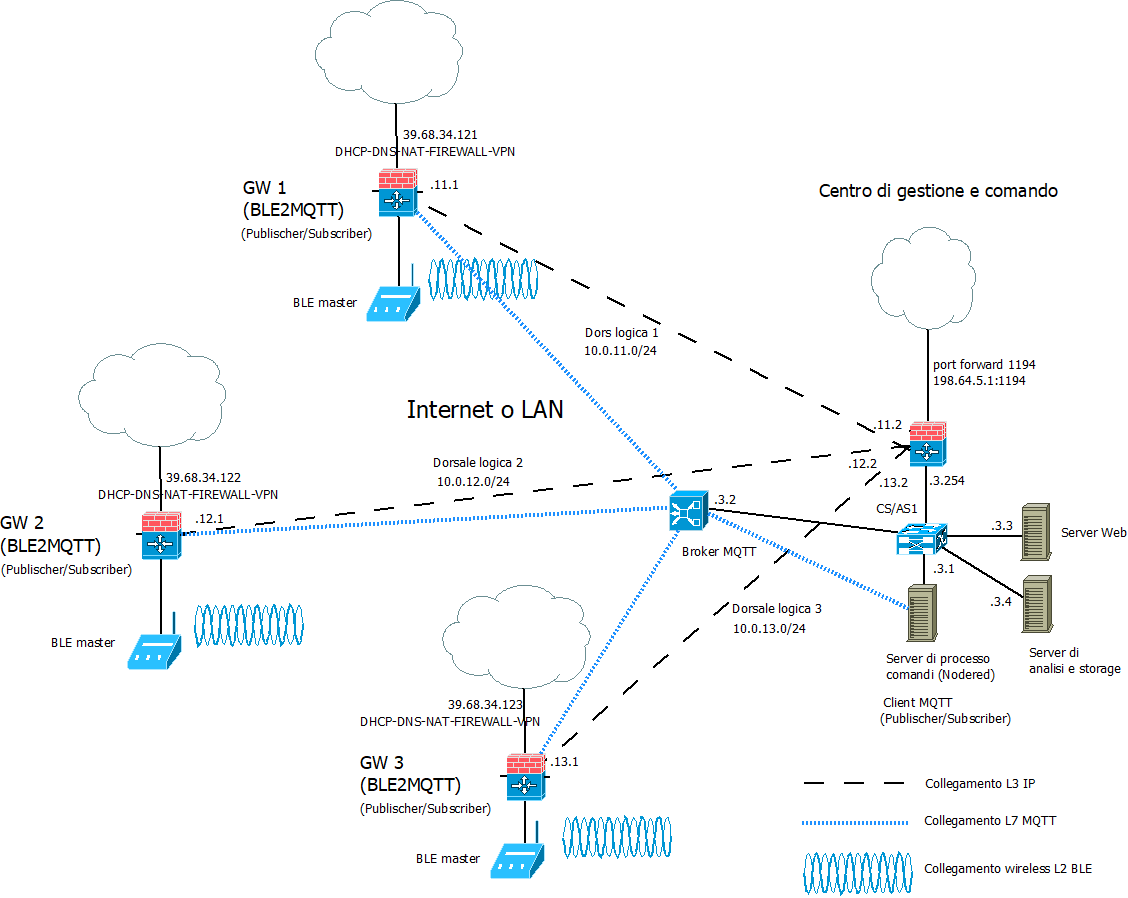 39.68.34.121
DHCP-DNS-NAT-FIREWALL-VPN
GW 1
(BLE2MQTT)
(Publischer/Subscriber)
.11.1
BLE master
Dors logica 1
10.0.11.0/24
Centro di gestione e comando
port forward 1194
198.64.5.1:1194
.11.2
.12.2
.13.2
.3.254
Internet o LAN
Dorsale logica 2
10.0.12.0/24
39.68.34.122
DHCP-DNS-NAT-FIREWALL-VPN
GW 2
(BLE2MQTT)
(Publischer/Subscriber)
.12.1
BLE master
.3.2
Broker MQTT
CS/AS1
.3.3
Server Web
.3.1
.3.4
Server di
analisi e storage
Server di processo
comandi (Nodered)
Client MQTT
(Publischer/Subscriber)
Dorsale logica 3
10.0.13.0/24
39.68.34.123
DHCP-DNS-NAT-FIREWALL-VPN
GW 3
(BLE2MQTT)
(Publischer/Subscriber)
.13.1
BLE master
Collegamento L3 IP
Collegamento L7 MQTT
Collegamento wireless L2 BLE